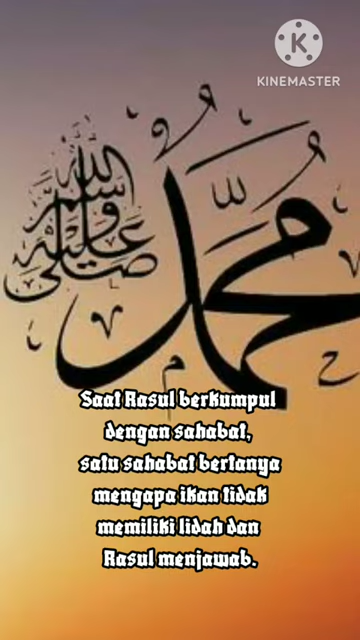 KINEMASTER
محمد
صلى الله عليه وسلم
Saat Rasul berkumpul
dengan sahabat,
satu sahabat bertanya
mengapa ikan tidak
memiliki lidah dan
Rasul menjawab.